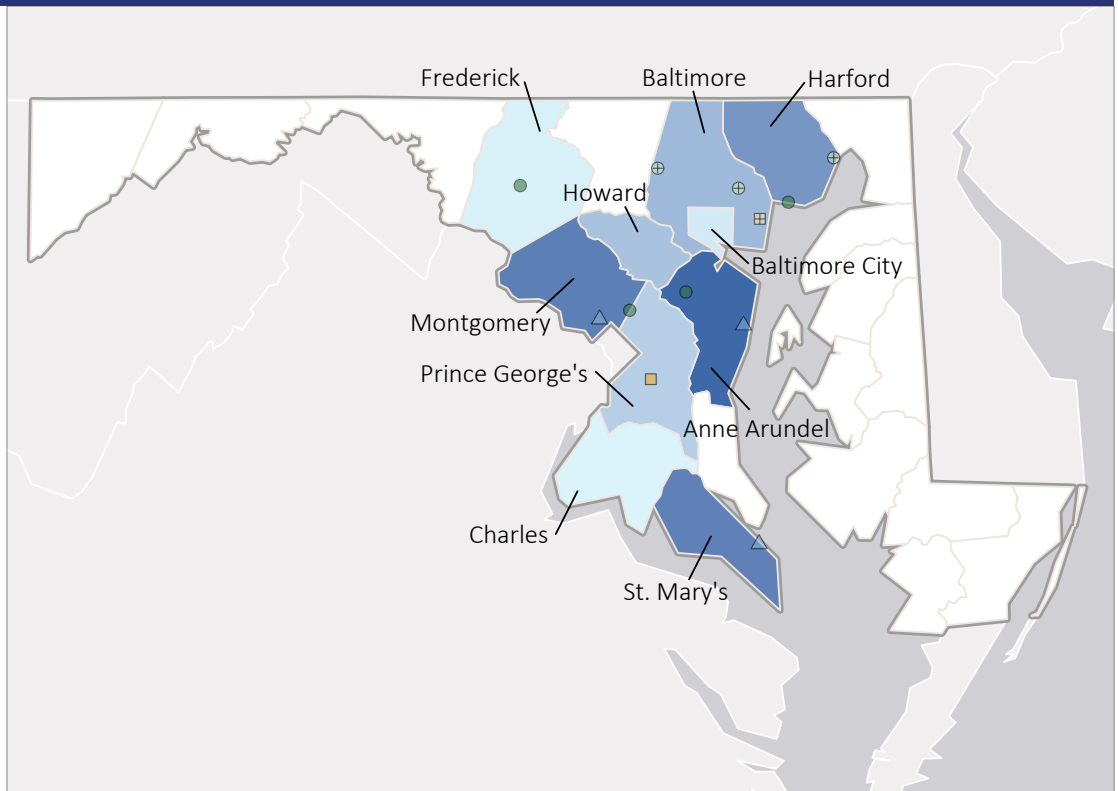 Frederick
Baltimore
Harford
Howard
Baltimore City
Montgomery
Prince George's
Anne Arundel
Charles
St. Mary's